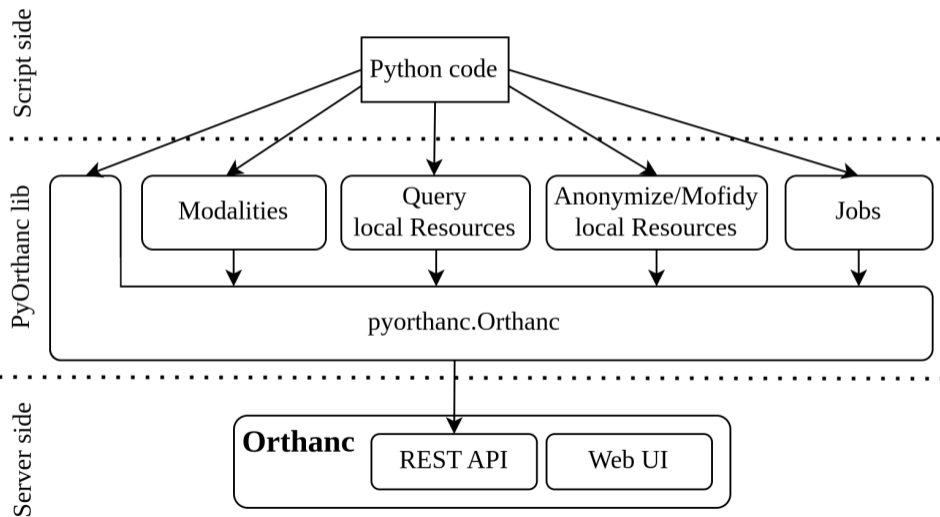 Script side
Python code
PyOrthanc lib
Modalities
Query
local Resources
Anonymize/Mofidy
local Resources
Jobs
pyorthanc.Orthanc
Server side
Orthanc
REST API
Web UI